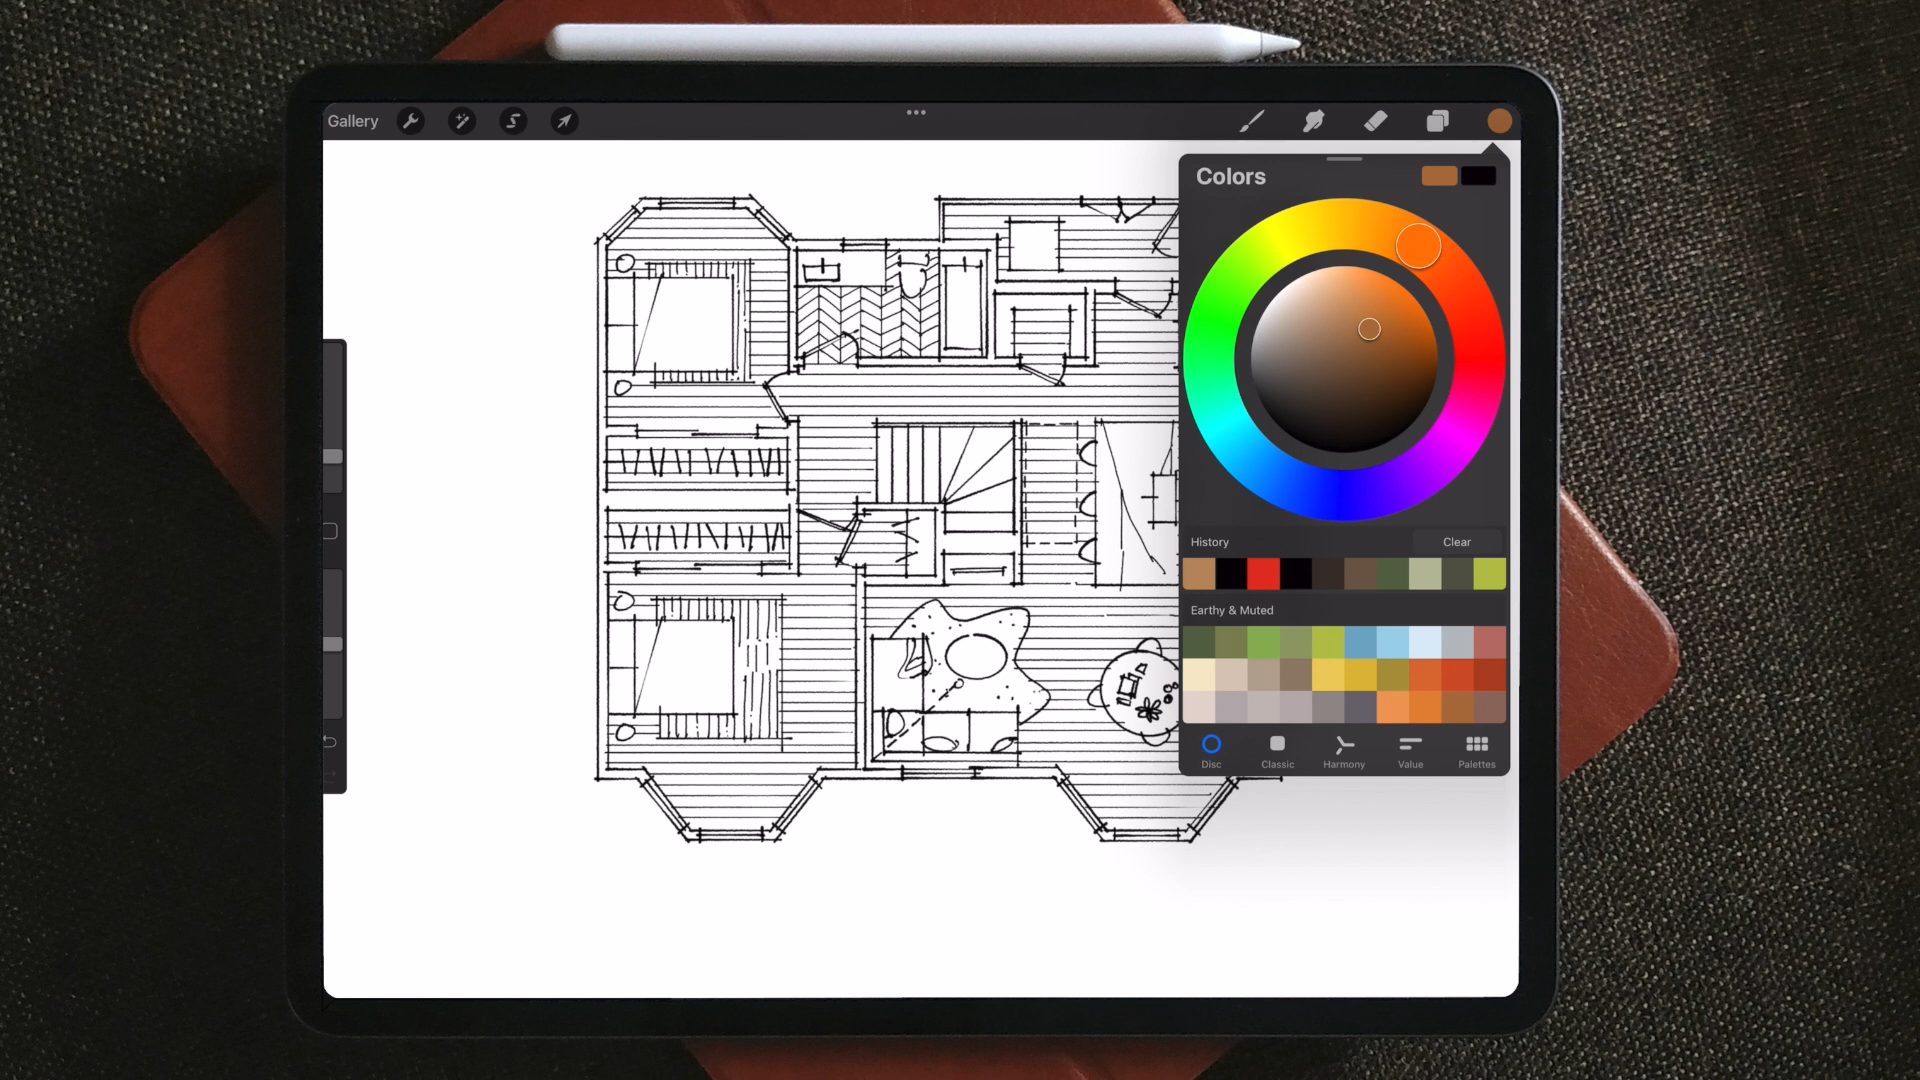 Gallery
Colors
History
Clear
Earthy & Muted
Disc
Classic
Harmony
Value
Palettes